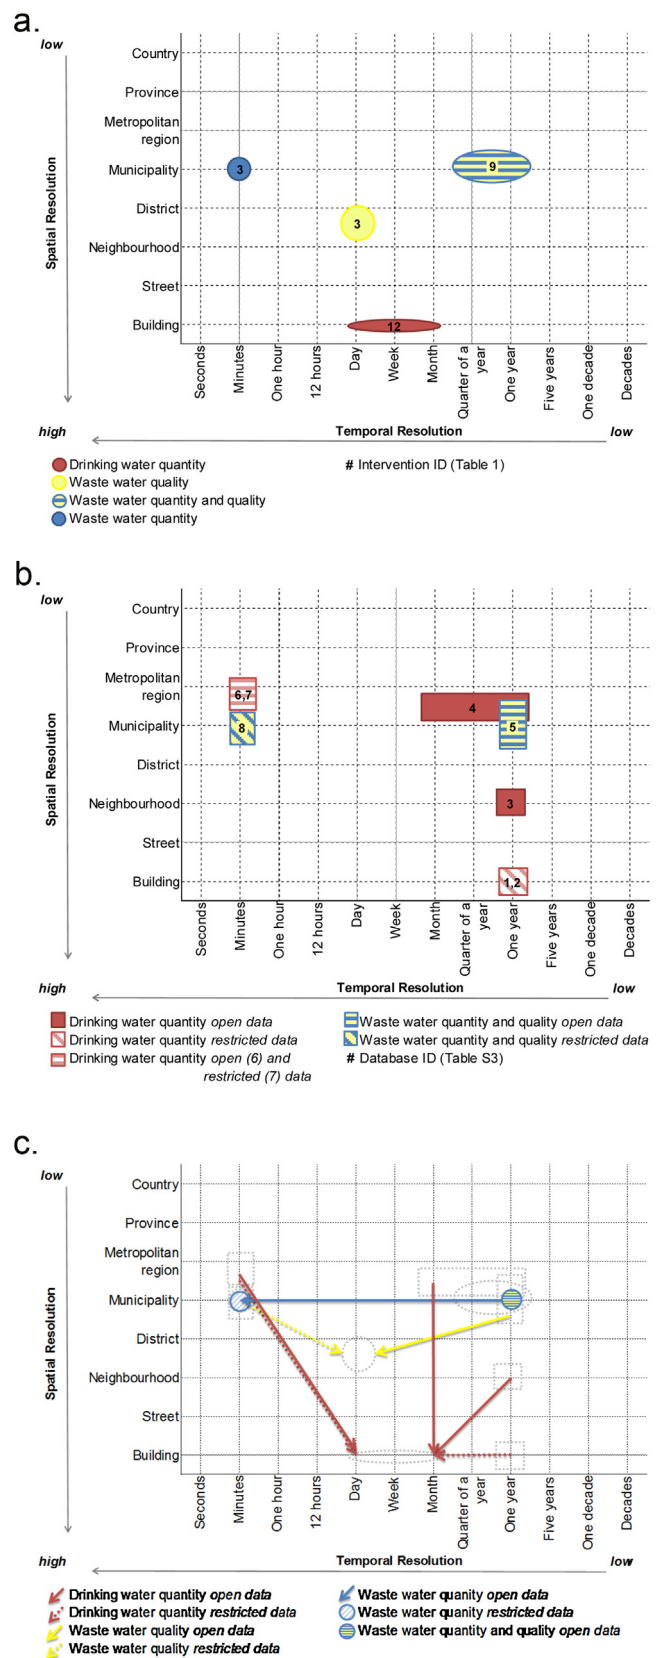 a.
low
Country
Province
Metropolitan
region
Municipality
District
Neighbourhood
Street
Building
Spatial Resolution
3
9
3
12
Seconds
Minutes
One hour
12 hours
Day
Week
Month
Quarter of a
year
One year
Five years
One decade
Decades
high
Temporal Resolution
low
Drinking water quantity
Waste water quality
Waste water quantity and quality
Waste water quantity
# Intervention ID (Table 1)
b.
low
Country
Province
Metropolitan
region
Municipality
District
Neighbourhood
Street
Building
Spatial Resolution
6,7
8
4
5
3
1,2
Seconds
Minutes
One hour
12 hours
Day
Week
Month
Quarter of a
year
One year
Five years
One decade
Decades
high
Temporal Resolution
low
Drinking water quantity open data
Drinking water quantity restricted data
Drinking water quantity open (6) and
restricted (7) data
Waste water quantity and quality open data
Waste water quantity and quality restricted data
# Database ID (Table S3)
c.
low
Country
Province
Metropolitan
region
Municipality
District
Neighbourhood
Street
Building
Spatial Resolution
Seconds
Minutes
One hour
12 hours
Day
Week
Month
Quarter of a
year
One year
Five years
One decade
Decades
high
Temporal Resolution
low
Drinking water quantity open data
Drinking water quantity restricted data
Waste water quality open data
Waste water quality restricted data
Waste water quanity open data
Waste water quanity restricted data
Waste water quantity and quality open data